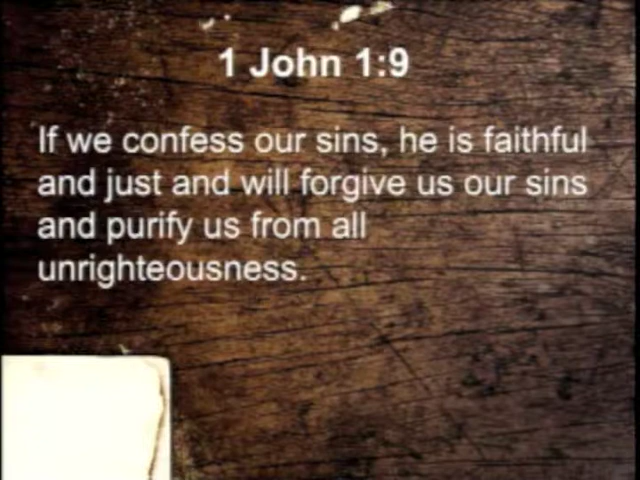 1 John 1:9
If we confess our sins, he is faithful
and just and will forgive us our sins
and purify us from all
unrighteousness.